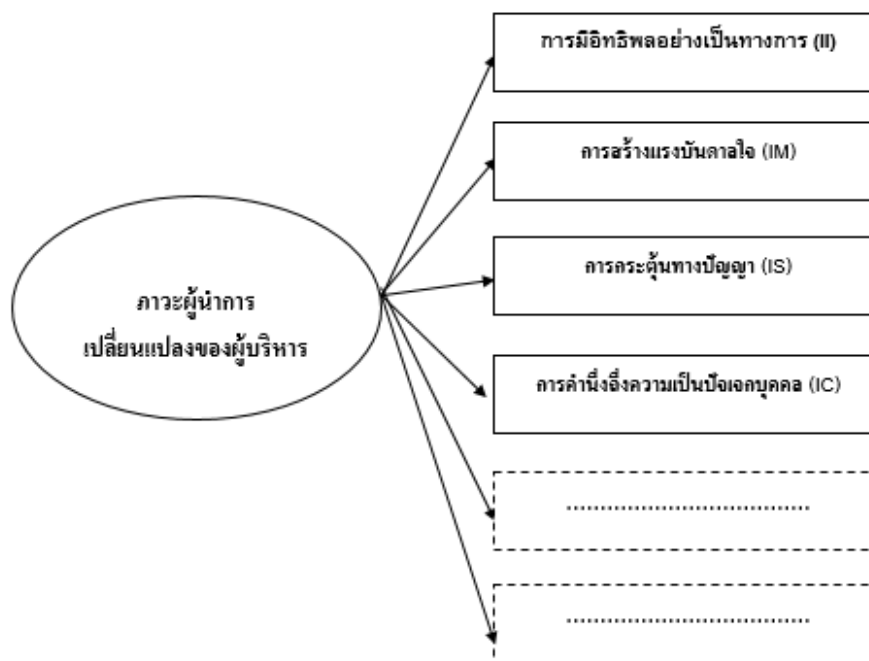 การมีอิทธิพลอย่างเป็นทางการ (II)
การสร้างแรงบันดาลใจ (IM)
การกระตุ้นทางปัญญา (IS)
ภาวะผู้นำการ
เปลี่ยนแปลงของผู้บริหาร
การคำนึ่งถึงความเป็นปัจเจกบุคคล (IC)
....................................
....................................